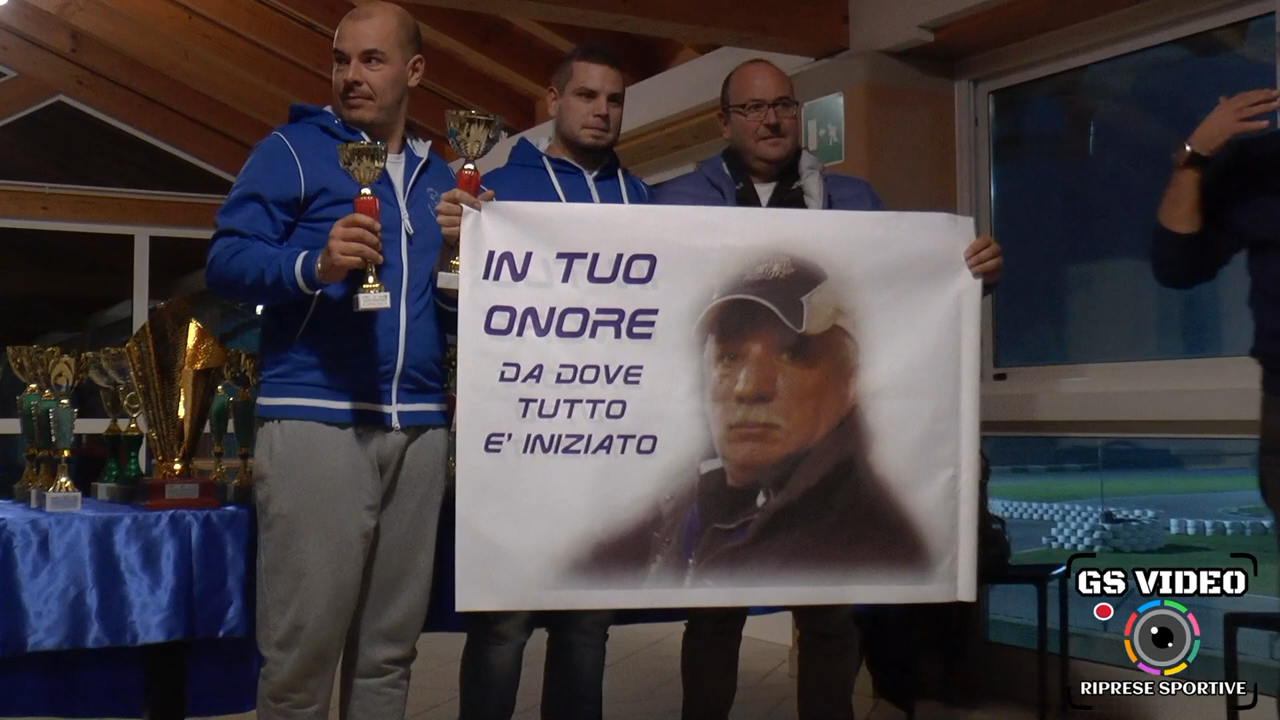 IN TUO
ONORE
DA DOVE
TUTTO
E' INIZIATO
GS VIDEO
RIPRESE SPORTIVE